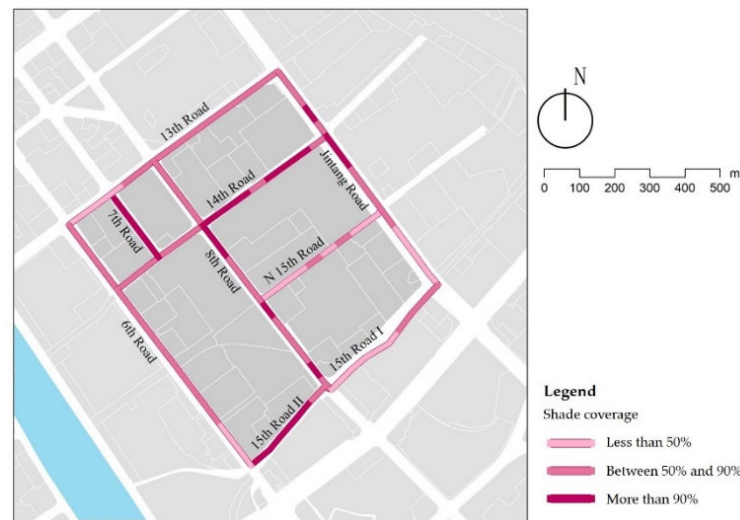 13th Road
14th Road
7th Road
Jintang Road
8th Road
N 15th Road
6th Road
15th Road I
15th Road II
N
0 100 200 300 400 500 m
Legend
Shade coverage
Less than 50%
Between 50% and 90%
More than 90%